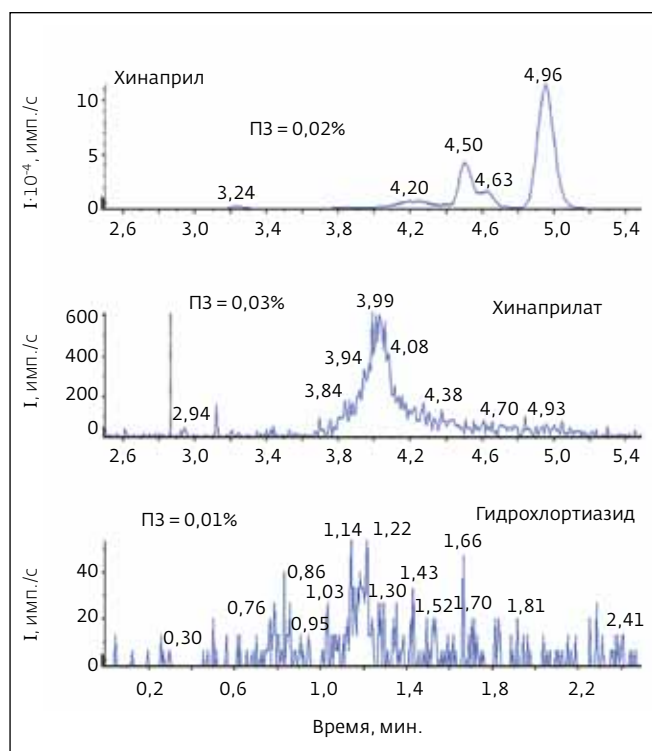 Хинаприл
ПЗ = 0,02%
I·10⁻⁴, имп./с
10
5
0
3,24
4,20
4,50
4,63
4,96
2,6 3,0 3,4 3,8 4,2 4,6 5,0 5,4
ПЗ = 0,03%
Хинаприлат
I, имп./с
600
400
200
0
2,94
3,84
3,94
3,99
4,08
4,38
4,70
4,93
2,6 3,0 3,4 3,8 4,2 4,6 5,0 5,4
ПЗ = 0,01%
Гидрохлортиазид
I, имп./с
40
20
0
0,30
0,76
0,86
0,95
1,03
1,14
1,22
1,30
1,43
1,52
1,66
1,70
1,81
2,41
0,2 0,6 1,0 1,4 1,8 2,2
Время, мин.